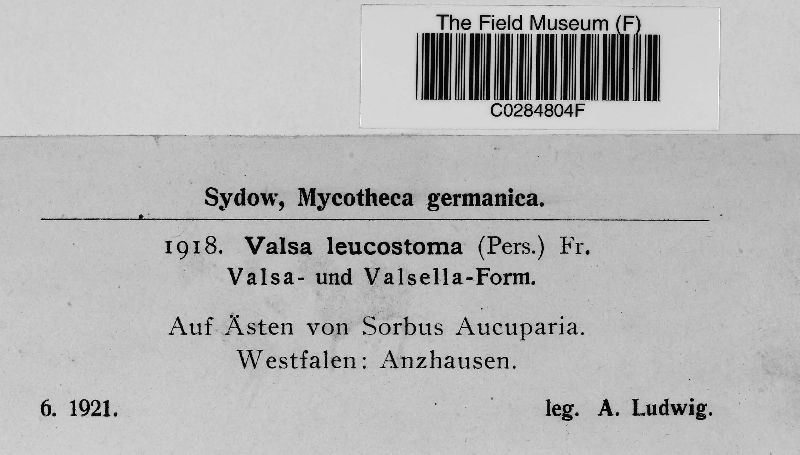 The Field Museum (F)
C0284804F
Sydow, Mycotheca germanica.
1918. Valsa leucostoma (Pers.) Fr.
Valsa- und Valsella-Form.
Auf Ästen von Sorbus Aucuparia.
Westfalen: Anzhausen.
6. 1921. leg. A. Ludwig.